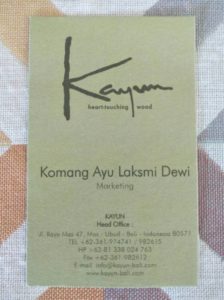 Kayun
heart-touching wood
Komang Ayu Laksmi Dewi
Marketing
KAYUN
Head Office :
Jl. Raya Mas 47, Mas / Ubud - Bali - Indonesia 80571
TEL +62-361-974741 / 982615
HP +62-81 338 024 763
Fax +62-361-982612
E-mail info@kayun-bali.com
www.kayun-bali.com